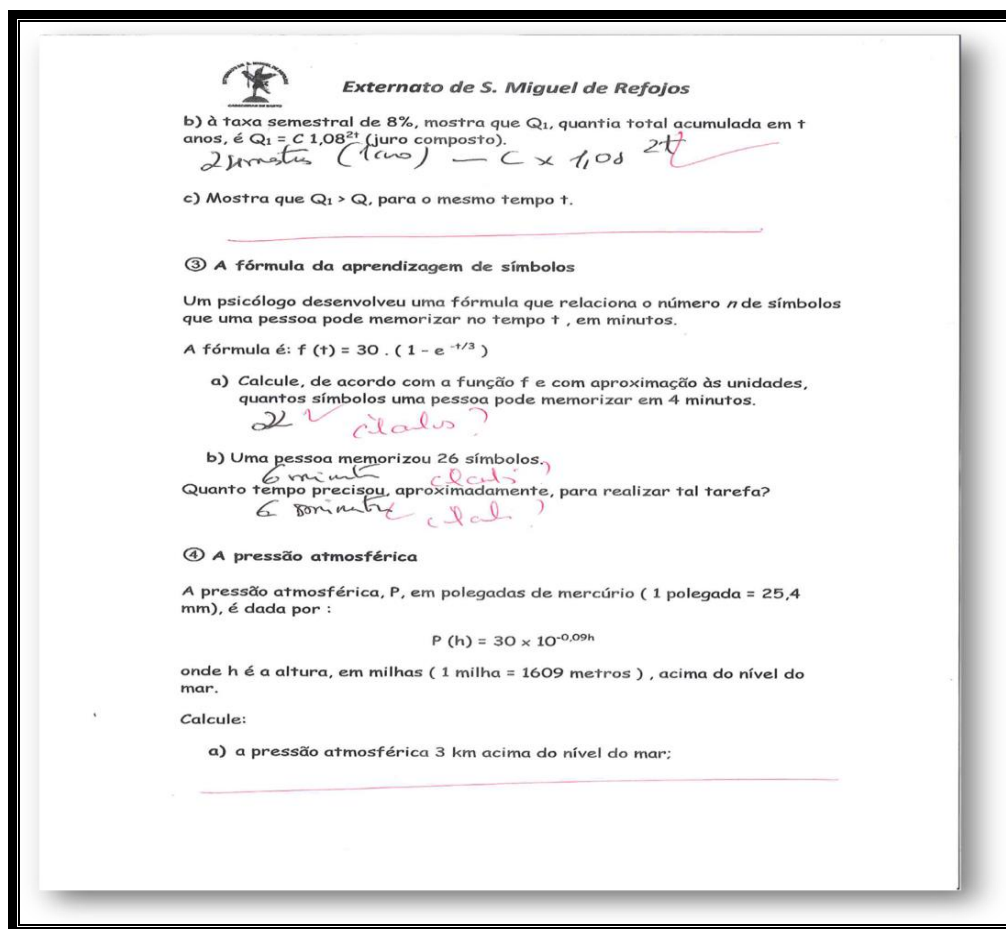 Externato de S. Miguel de Refojos
b) à taxa semestral de 8%, mostra que Q₁, quantia total acumulada em t
anos, é Q₁ = C 1,08²ᵗ (juro composto).
2 semestres (1 ano) — C × 1,08 2t
c) Mostra que Q₁ > Q, para o mesmo tempo t.
③ A fórmula da aprendizagem de símbolos
Um psicólogo desenvolveu uma fórmula que relaciona o número n de símbolos
que uma pessoa pode memorizar no tempo t , em minutos.
A fórmula é: f (t) = 30 . ( 1 - e ⁻ᵗ/³ )
a) Calcule, de acordo com a função f e com aproximação às unidades,
quantos símbolos uma pessoa pode memorizar em 4 minutos.
22
b) Uma pessoa memorizou 26 símbolos.
6 minutos
Quanto tempo precisou, aproximadamente, para realizar tal tarefa?
6 minutos
④ A pressão atmosférica
A pressão atmosférica, P, em polegadas de mercúrio ( 1 polegada = 25,4
mm), é dada por :
P (h) = 30 × 10⁻⁰,⁰⁹ʰ
onde h é a altura, em milhas ( 1 milha = 1609 metros ) , acima do nível do
mar.
Calcule:
a) a pressão atmosférica 3 km acima do nível do mar;